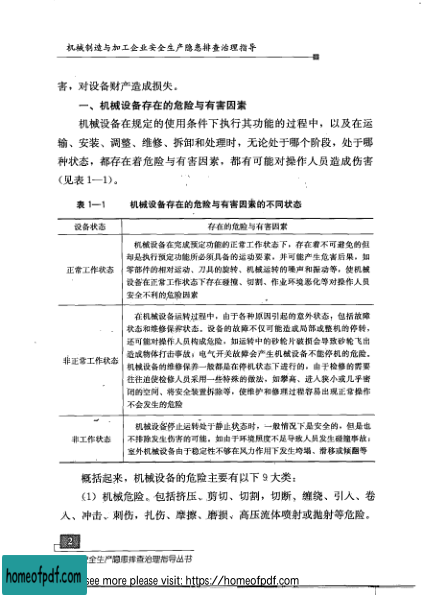 机械制造与加工企业安全生产隐患排查治理指导
害，对设备财产造成损失。
一、机械设备存在的危险与有害因素
机械设备在规定的使用条件下执行其功能的过程中，以及在运
输、安装、调整、维修、拆卸和处理时，无论处于哪个阶段，处于哪
种状态，都存在着危险与有害因素，都有可能对操作人员造成伤害
（见表 1—1）。
表 1—1 机械设备存在的危险与有害因素的不同状态
设备状态 存在的危险与有害因素
正常工作状态
机械设备在完成预定功能的正常工作状态下，存在着不可避免的但
却是执行预定功能所必须具备的运动要素，并可能产生危害后果，如
零部件的相对运动、刀具的旋转、机械运转的噪声和振动等，使机械
设备在正常工作状态下存在碰撞、切割、作业环境恶化等对操作人员
安全不利的危险因素
非正常工作状态
在机械设备运转过程中，由于各种原因引起的意外状态，包括故障
状态和维修保养状态。设备的故障不仅可能造成局部或整机的停转，
还可能对操作人员构成危险，如运转中的砂轮片破损会导致砂轮飞出
造成物体打击事故；电气开关故障会产生机械设备不能停机的危险。
机械设备的维修保养一般都是在停机状态下进行的，由于检修的需要
往往迫使检修人员采用一些特殊的做法，如攀高、进入狭小或几乎密
闭的空间、将安全装置拆除等，使维护和修理过程容易出现正常操作
不会发生的危险
非工作状态
机械设备停止运转处于静止状态时，一般情况下是安全的，但是也
不排除发生伤害的可能，如由于环境照度不足导致人员发生碰撞事故；
室外机械设备由于稳定性不够在风力作用下发生垮塌、滑移或倾翻等
概括起来，机械设备的危险主要有以下 9 大类：
（1）机械危险。包括挤压、剪切、切割，切断、缠绕、引入、卷
入、冲击、刺伤，扎伤、摩擦、磨损、高压流体喷射或抛射等危险。
2
安全生产隐患排查治理指导丛书
homeofpdf.com
see more please visit: https://homeofpdf.com